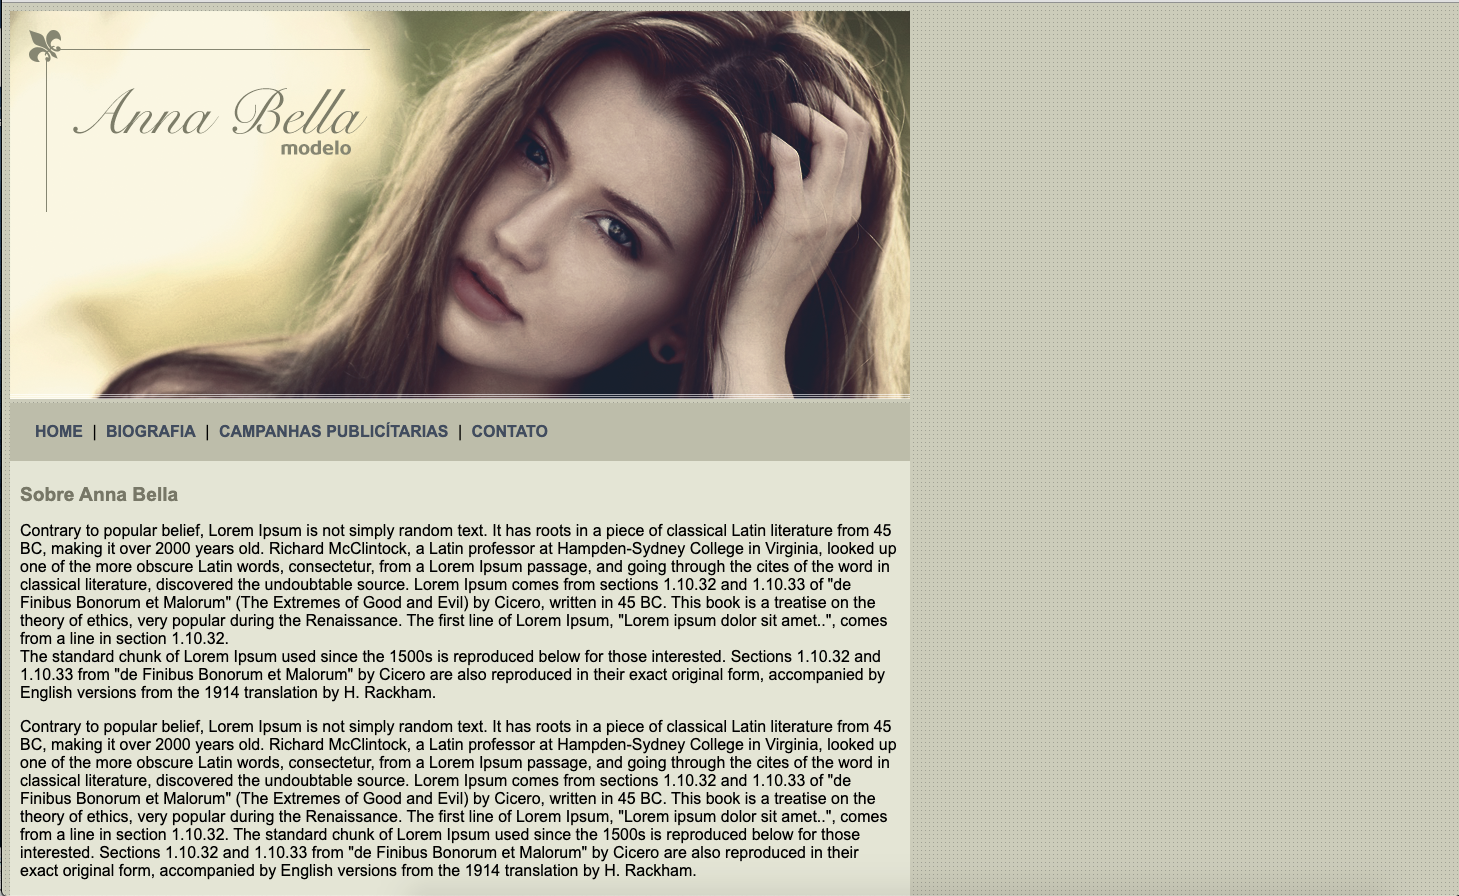 Anna Bella
modelo
HOME | BIOGRAFIA | CAMPANHAS PUBLICÍTARIAS | CONTATO
Sobre Anna Bella
Contrary to popular belief, Lorem Ipsum is not simply random text. It has roots in a piece of classical Latin literature from 45
BC, making it over 2000 years old. Richard McClintock, a Latin professor at Hampden-Sydney College in Virginia, looked up
one of the more obscure Latin words, consectetur, from a Lorem Ipsum passage, and going through the cites of the word in
classical literature, discovered the undoubtable source. Lorem Ipsum comes from sections 1.10.32 and 1.10.33 of "de
Finibus Bonorum et Malorum" (The Extremes of Good and Evil) by Cicero, written in 45 BC. This book is a treatise on the
theory of ethics, very popular during the Renaissance. The first line of Lorem Ipsum, "Lorem ipsum dolor sit amet..", comes
from a line in section 1.10.32.
The standard chunk of Lorem Ipsum used since the 1500s is reproduced below for those interested. Sections 1.10.32 and
1.10.33 from "de Finibus Bonorum et Malorum" by Cicero are also reproduced in their exact original form, accompanied by
English versions from the 1914 translation by H. Rackham.
Contrary to popular belief, Lorem Ipsum is not simply random text. It has roots in a piece of classical Latin literature from 45
BC, making it over 2000 years old. Richard McClintock, a Latin professor at Hampden-Sydney College in Virginia, looked up
one of the more obscure Latin words, consectetur, from a Lorem Ipsum passage, and going through the cites of the word in
classical literature, discovered the undoubtable source. Lorem Ipsum comes from sections 1.10.32 and 1.10.33 of "de
Finibus Bonorum et Malorum" (The Extremes of Good and Evil) by Cicero, written in 45 BC. This book is a treatise on the
theory of ethics, very popular during the Renaissance. The first line of Lorem Ipsum, "Lorem ipsum dolor sit amet..", comes
from a line in section 1.10.32. The standard chunk of Lorem Ipsum used since the 1500s is reproduced below for those
interested. Sections 1.10.32 and 1.10.33 from "de Finibus Bonorum et Malorum" by Cicero are also reproduced in their
exact original form, accompanied by English versions from the 1914 translation by H. Rackham.